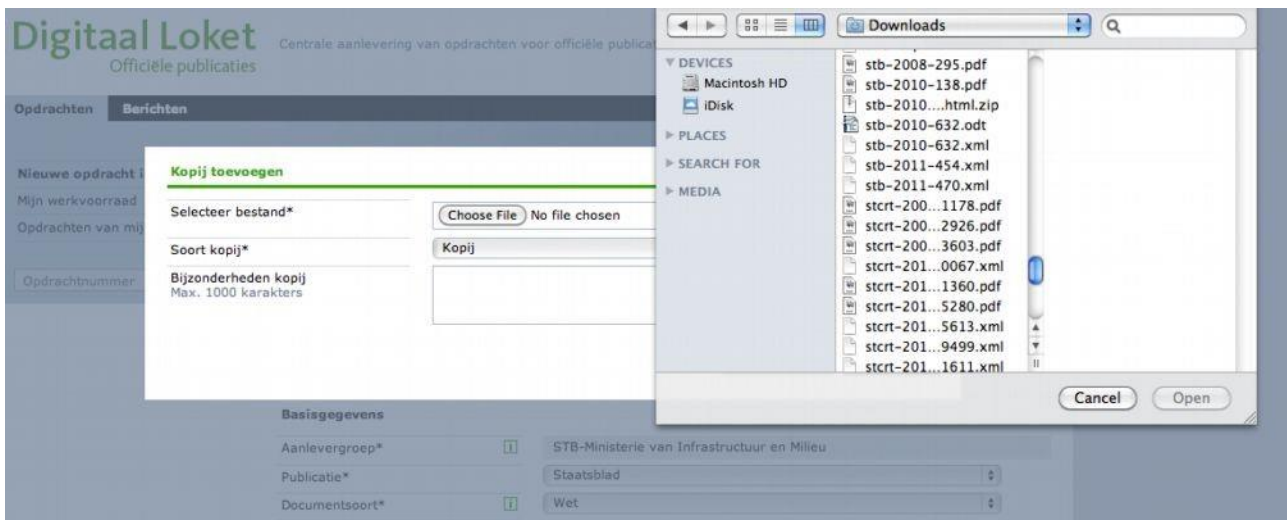 Digitaal Loket
Officiële publicaties
Centrale aanlevering van opdrachten voor officiële publicat
Opdrachten Berichten
Nieuwe opdracht i
Mijn werkvoorraad
Opdrachten van mij
Opdrachtnummer
Kopij toevoegen
Selecteer bestand*
Choose File No file chosen
Soort kopij*
Kopij
Bijzonderheden kopij
Max. 1000 karakters
Basisgegevens
Aanlevergroep*
STB-Ministerie van Infrastructuur en Milieu
Publicatie*
Staatsblad
Documentsoort*
Wet
Downloads
DEVICES
Macintosh HD
iDisk
PLACES
SEARCH FOR
MEDIA
stb-2008-295.pdf
stb-2010-138.pdf
stb-2010....html.zip
stb-2010-632.odt
stb-2010-632.xml
stb-2011-454.xml
stb-2011-470.xml
stcrt-200...1178.pdf
stcrt-200...2926.pdf
stcrt-200...3603.pdf
stcrt-201...0067.xml
stcrt-201...1360.pdf
stcrt-201...5280.pdf
stcrt-201...5613.xml
stcrt-201...9499.xml
stcrt-201...1611.xml
Cancel Open